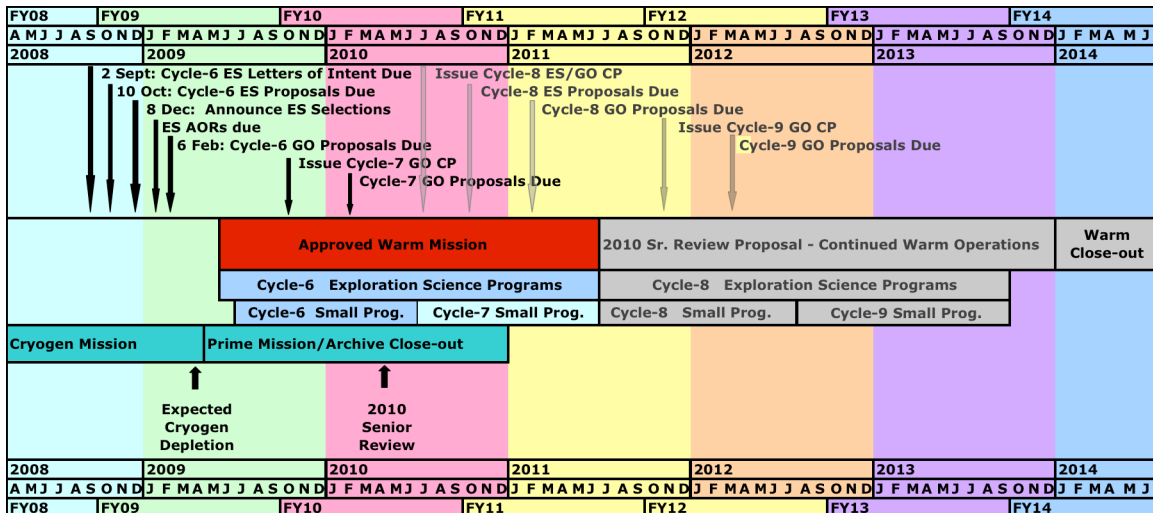 FY08 FY09 FY10 FY11 FY12 FY13 FY14
A M J J A S O N D J F M A M J J A S O N D J F M A M J J A S O N D J F M A M J J A S O N D J F M A M J J A S O N D J F M A M J J A S O N D J F M A M J
2008 2009 2010 2011 2012 2013 2014
2 Sept: Cycle-6 ES Letters of Intent Due Issue Cycle-8 ES/GO CP
10 Oct: Cycle-6 ES Proposals Due Cycle-8 ES Proposals Due
8 Dec: Announce ES Selections Cycle-8 GO Proposals Due
ES AORs due Issue Cycle-9 GO CP
6 Feb: Cycle-6 GO Proposals Due Cycle-9 GO Proposals Due
Issue Cycle-7 GO CP
Cycle-7 GO Proposals Due
Approved Warm Mission 2010 Sr. Review Proposal - Continued Warm Operations Warm
Close-out
Cycle-6 Exploration Science Programs Cycle-8 Exploration Science Programs
Cycle-6 Small Prog. Cycle-7 Small Prog. Cycle-8 Small Prog. Cycle-9 Small Prog.
Cryogen Mission Prime Mission/Archive Close-out
Expected 2010
Cryogen Senior
Depletion Review
2008 2009 2010 2011 2012 2013 2014
A M J J A S O N D J F M A M J J A S O N D J F M A M J J A S O N D J F M A M J J A S O N D J F M A M J J A S O N D J F M A M J J A S O N D J F M A M J
FY08 FY09 FY10 FY11 FY12 FY13 FY14